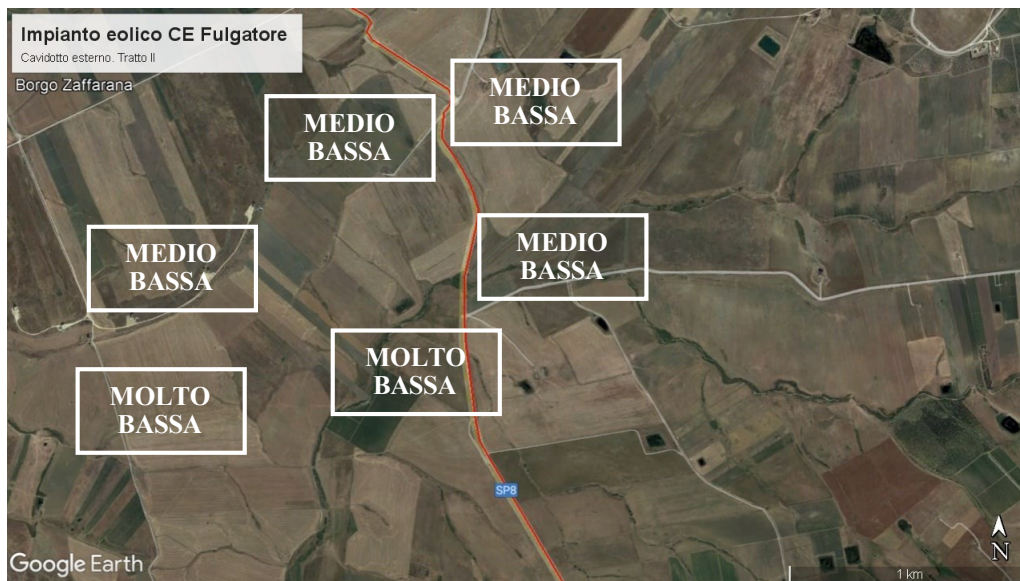 Impianto eolico CE Fulgatore
Cavidotto esterno. Tratto II
Borgo Zaffarana
MEDIO
BASSA
MEDIO
BASSA
MEDIO
BASSA
MEDIO
BASSA
MOLTO
BASSA
MOLTO
BASSA
SP8
Google Earth
1 km
N